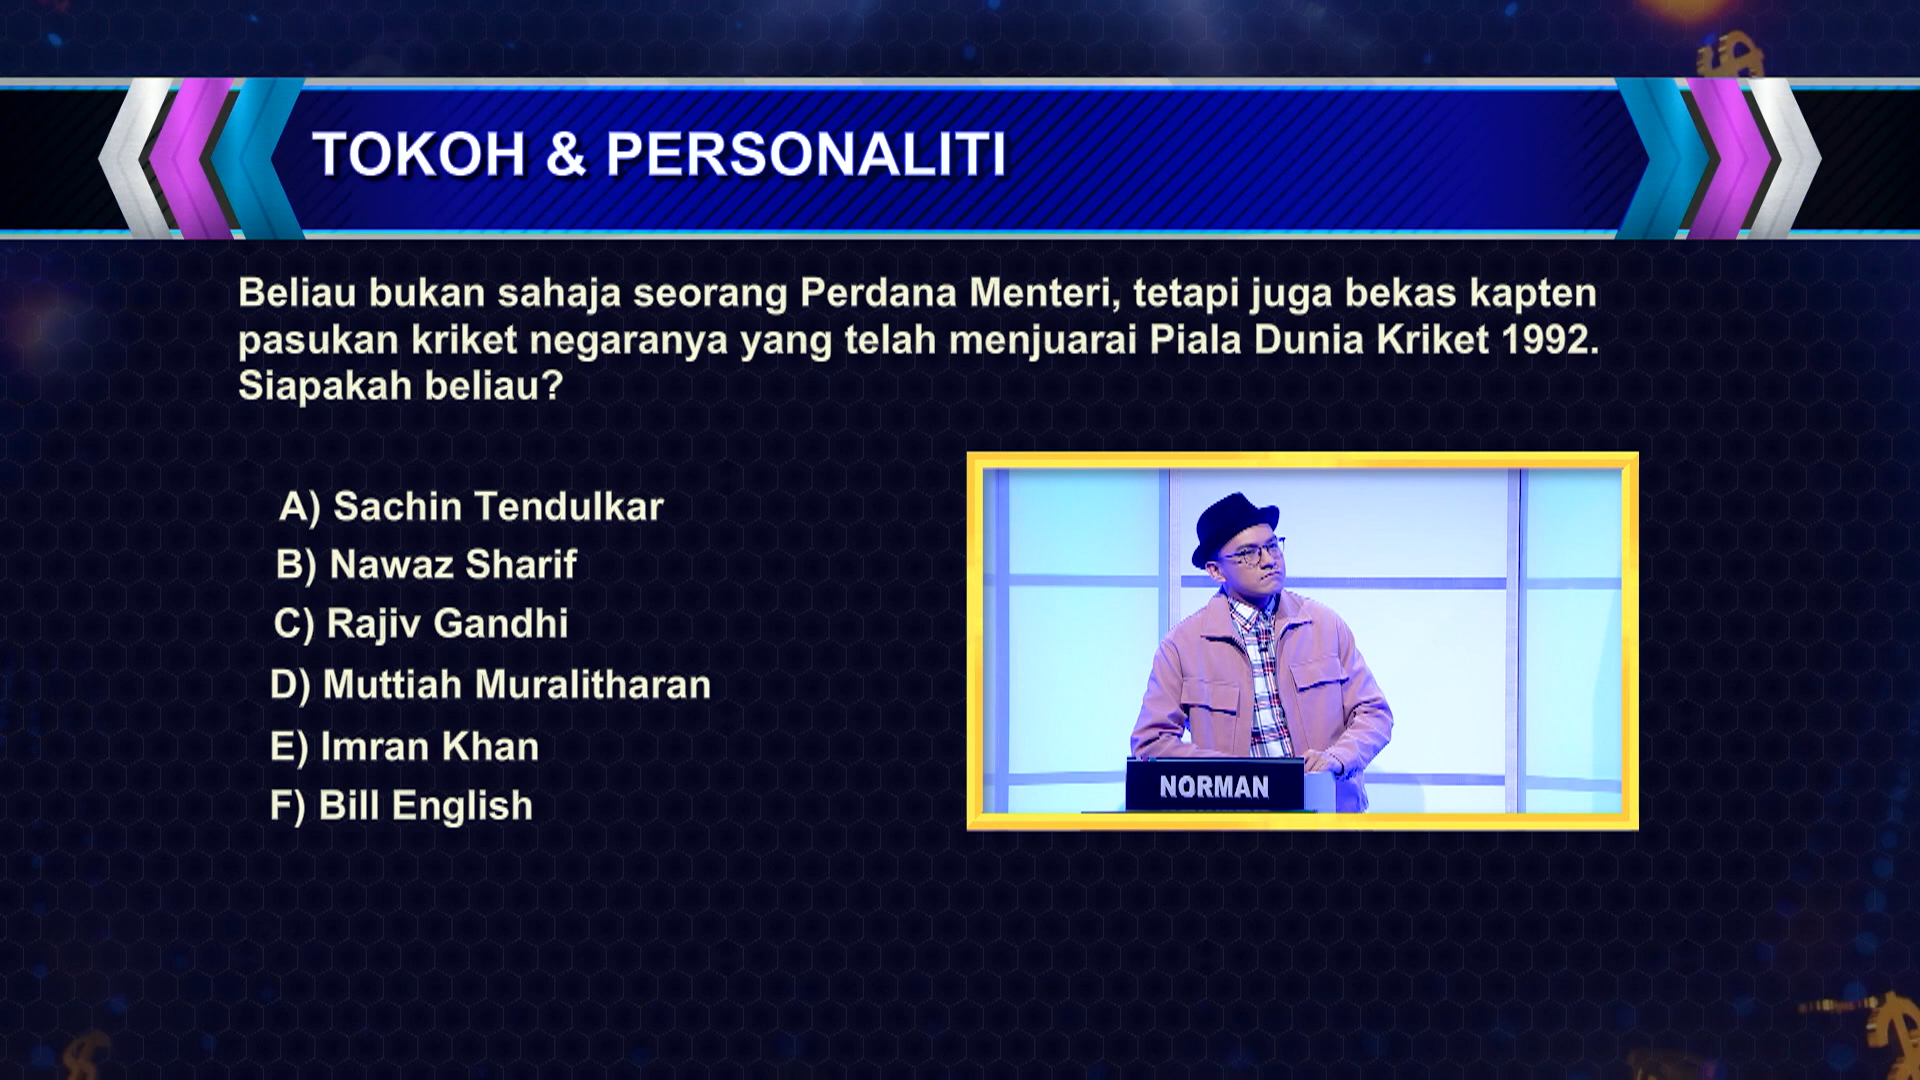 TOKOH & PERSONALITI
Beliau bukan sahaja seorang Perdana Menteri, tetapi juga bekas kapten
pasukan kriket negaranya yang telah menjuarai Piala Dunia Kriket 1992.
Siapakah beliau?
A) Sachin Tendulkar
B) Nawaz Sharif
C) Rajiv Gandhi
D) Muttiah Muralitharan
E) Imran Khan
F) Bill English
NORMAN